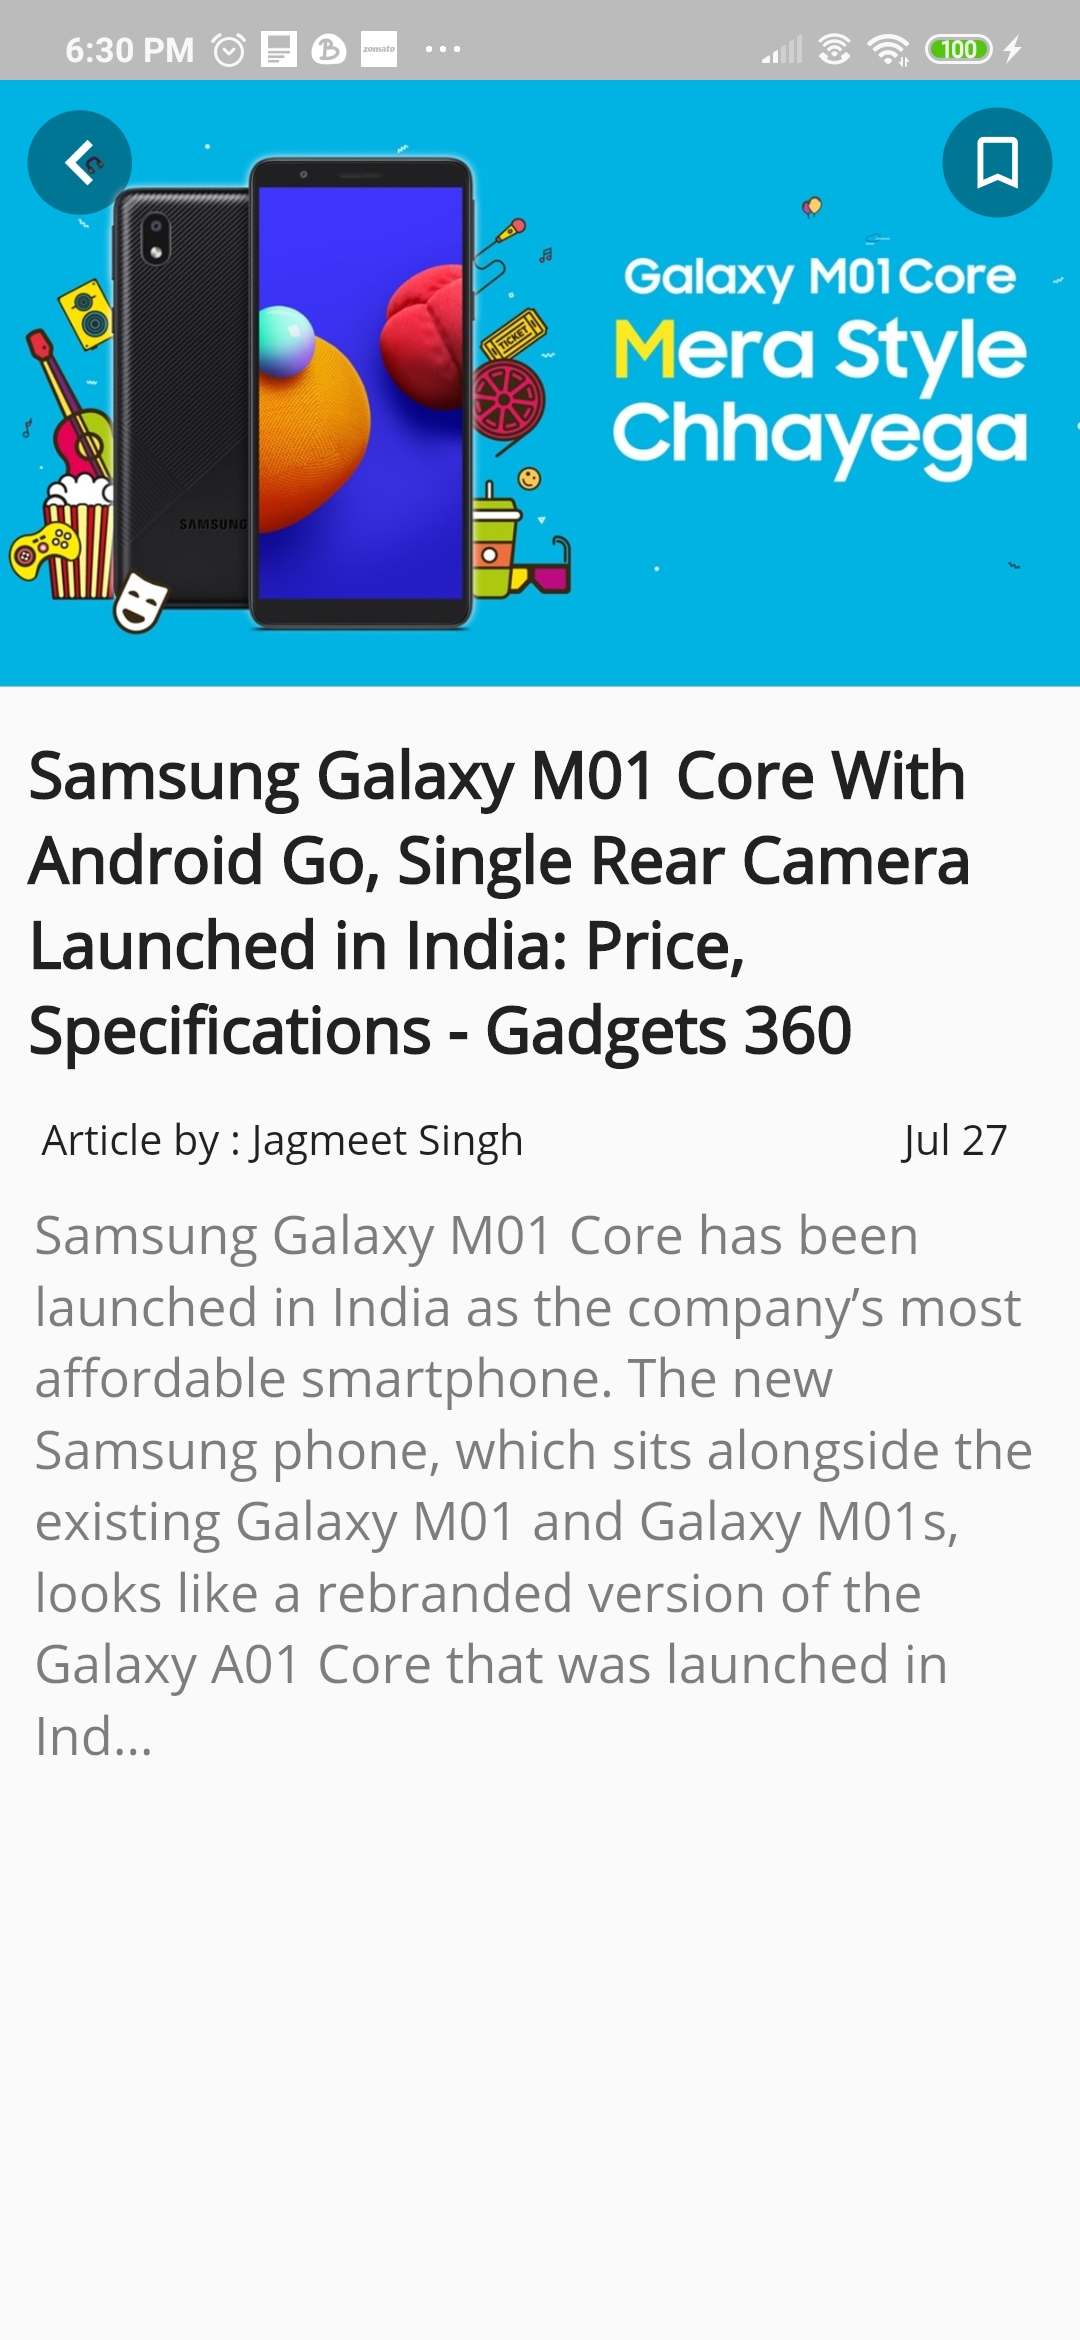 6:30 PM
zomato
100
Galaxy M01 Core
Mera Style
Chhayega
TICKET
SAMSUNG
Samsung Galaxy M01 Core With
Android Go, Single Rear Camera
Launched in India: Price,
Specifications - Gadgets 360
Article by : Jagmeet Singh
Jul 27
Samsung Galaxy M01 Core has been
launched in India as the company’s most
affordable smartphone. The new
Samsung phone, which sits alongside the
existing Galaxy M01 and Galaxy M01s,
looks like a rebranded version of the
Galaxy A01 Core that was launched in
Ind…